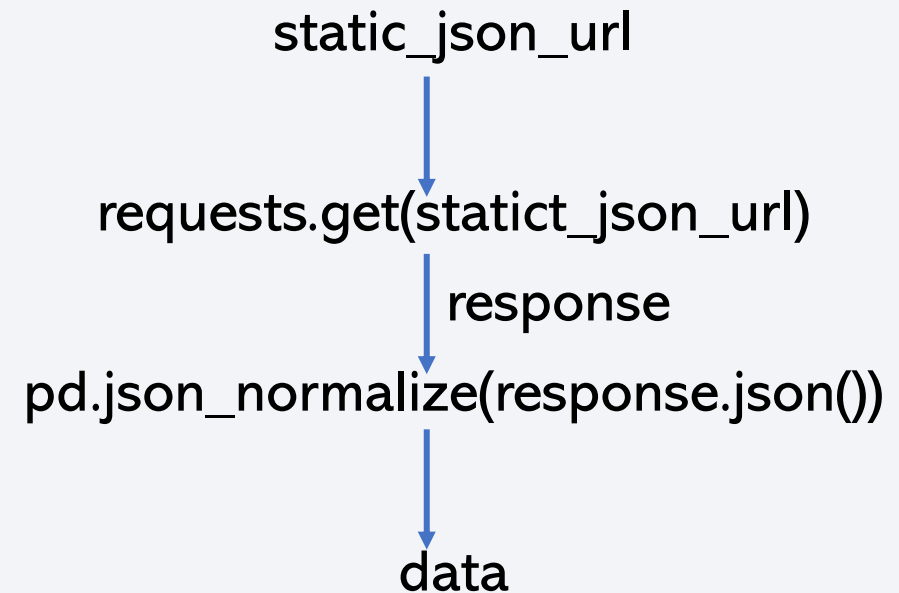 static_json_url
requests.get(statict_json_url)
response
pd.json_normalize(response.json())
data